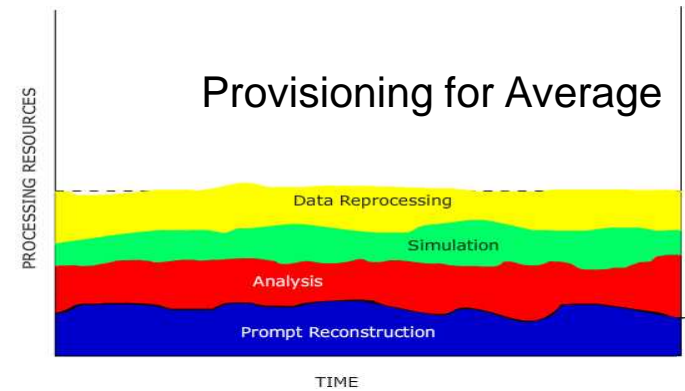 Provisioning for Average
PROCESSING RESOURCES
Data Reprocessing
Simulation
Analysis
Prompt Reconstruction
TIME